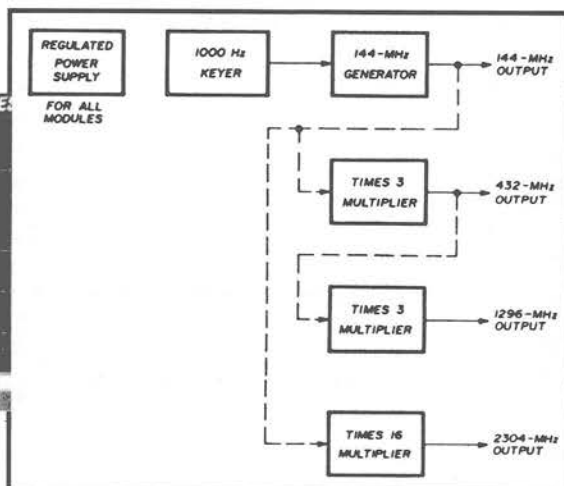 REGULATED
POWER
SUPPLY
FOR ALL
MODULES
1000 Hz
KEYER
144-MHz
GENERATOR
144-MHz
OUTPUT
TIMES 3
MULTIPLIER
432-MHz
OUTPUT
TIMES 3
MULTIPLIER
1296-MHz
OUTPUT
TIMES 16
MULTIPLIER
2304-MHz
OUTPUT